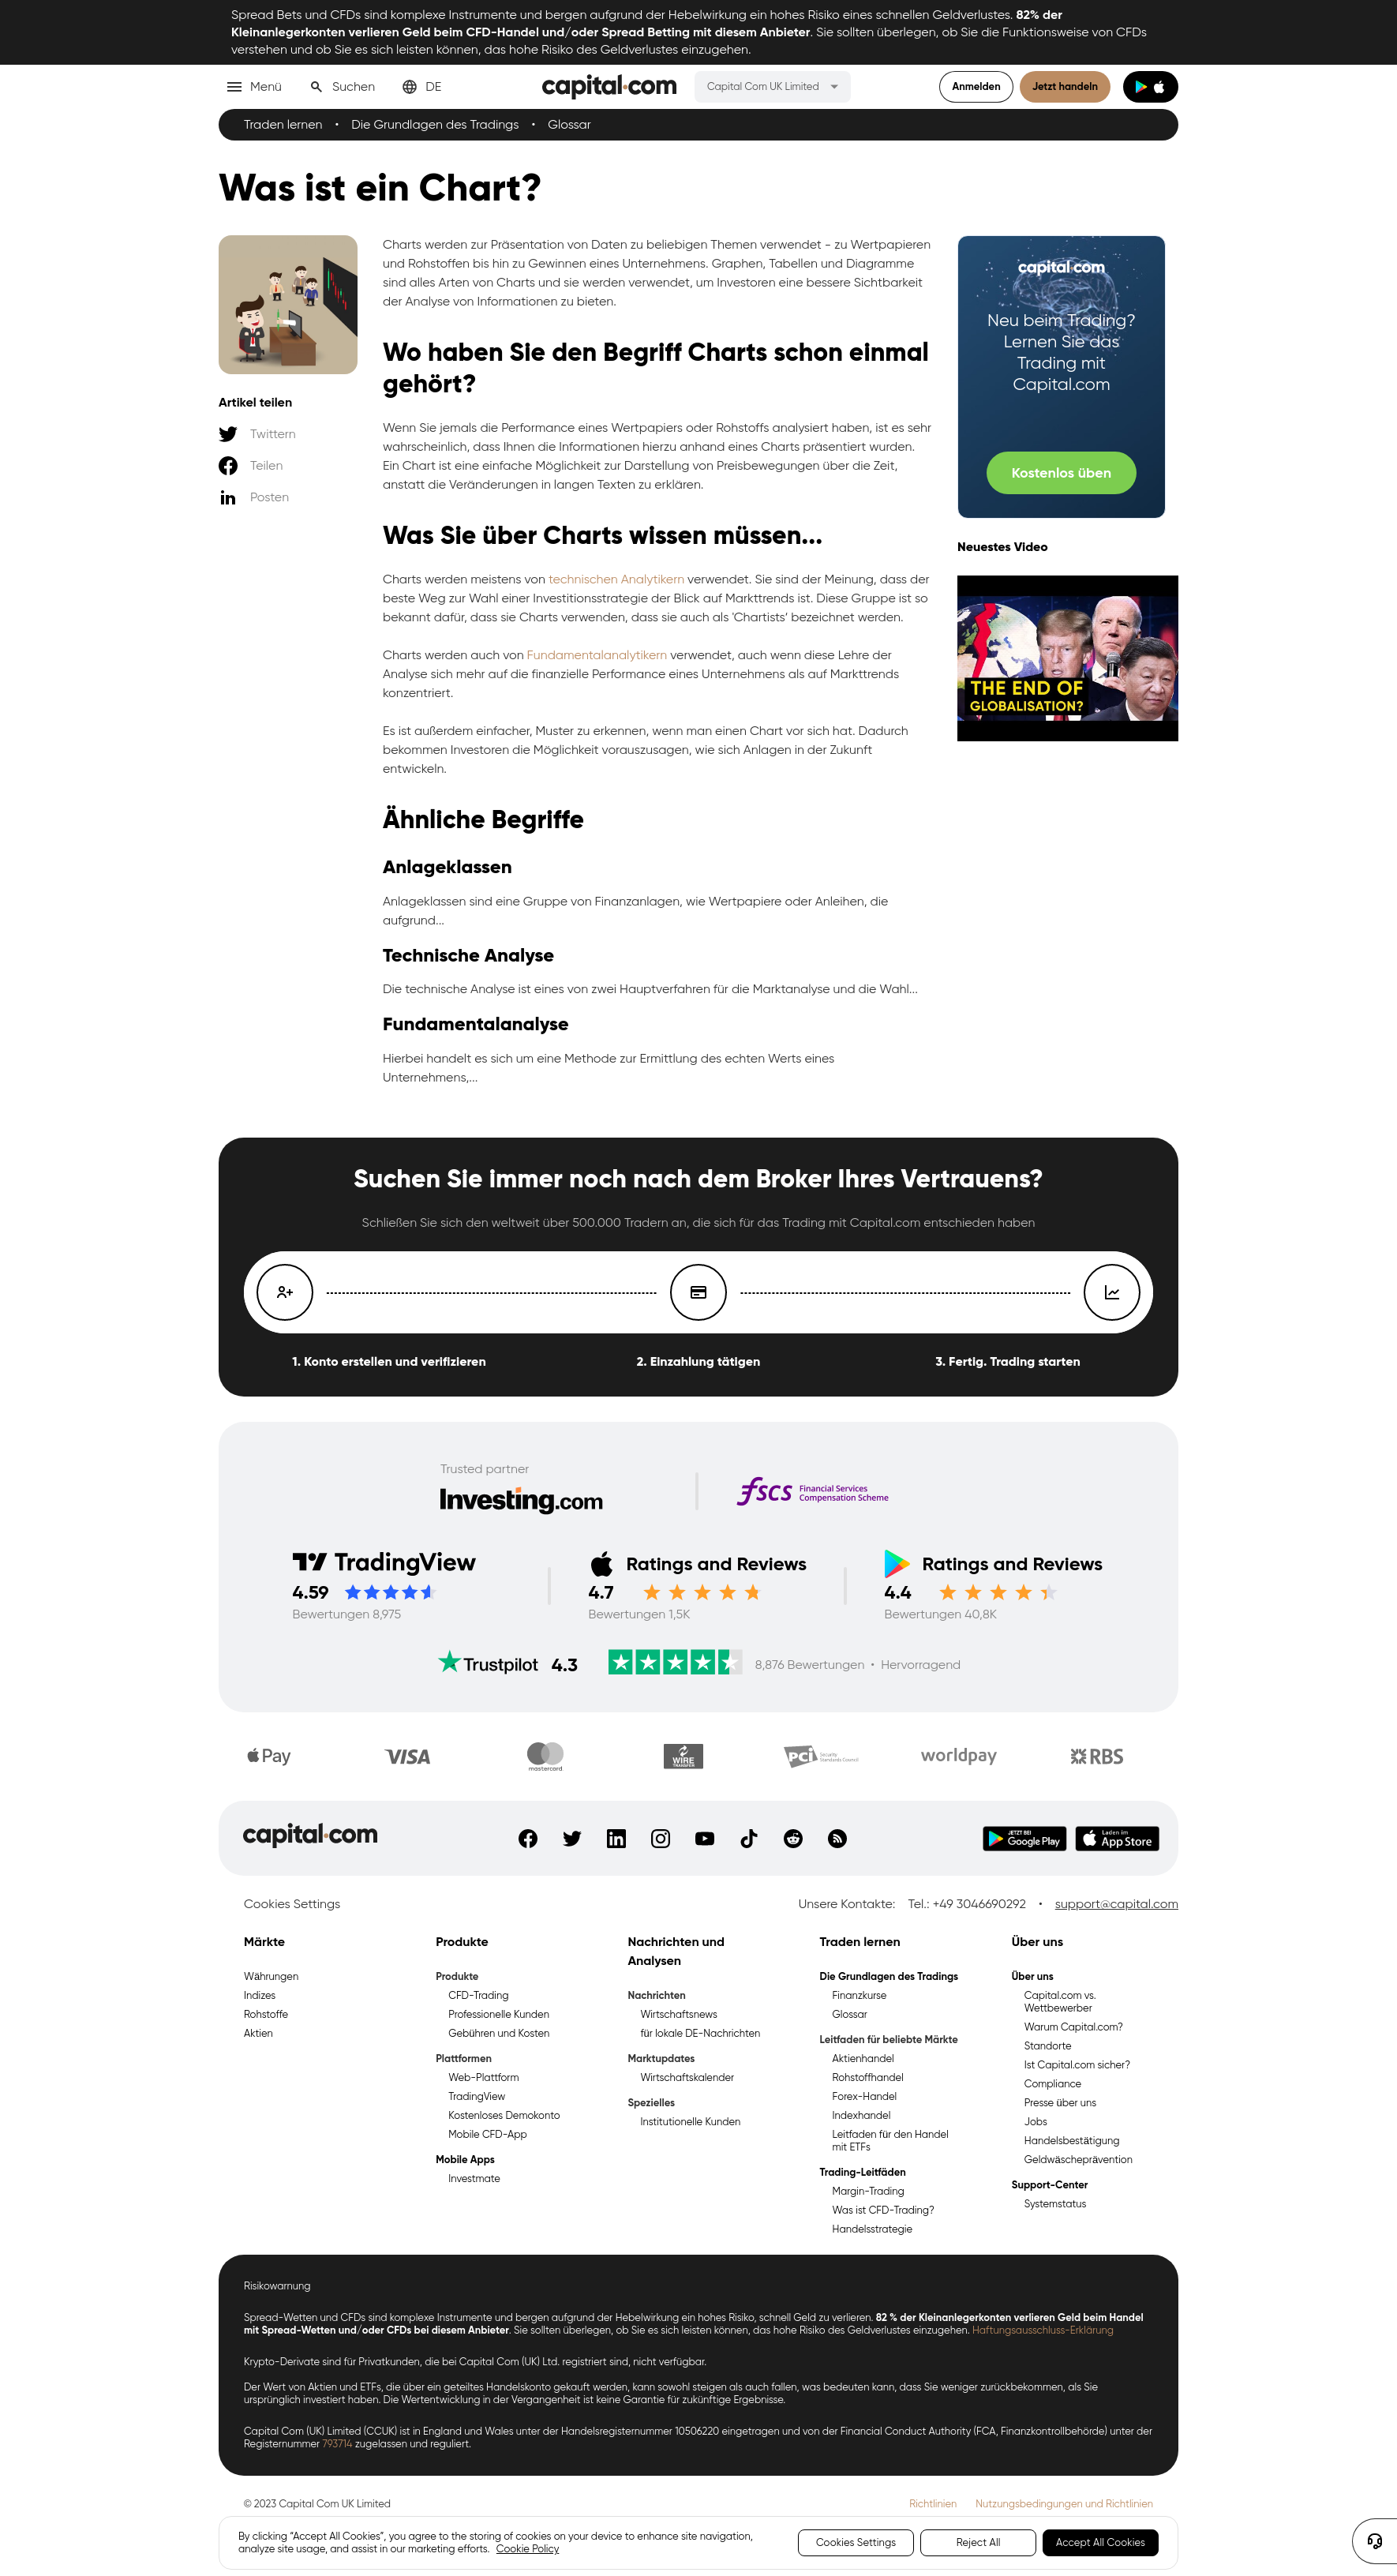 Spread Bets und CFDs sind komplexe Instrumente und bergen aufgrund der Hebelwirkung ein hohes Risiko eines schnellen Geldverlustes. 82% der
Kleinanlegerkonten verlieren Geld beim CFD-Handel und/oder Spread Betting mit diesem Anbieter. Sie sollten überlegen, ob Sie die Funktionsweise von CFDs
verstehen und ob Sie es sich leisten können, das hohe Risiko des Geldverlustes einzugehen.
Menü Suchen DE capital.com Capital Com UK Limited Anmelden Jetzt handeln
Traden lernen • Die Grundlagen des Tradings • Glossar
Was ist ein Chart?
Artikel teilen
Twittern
Teilen
Posten
Charts werden zur Präsentation von Daten zu beliebigen Themen verwendet - zu Wertpapieren
und Rohstoffen bis hin zu Gewinnen eines Unternehmens. Graphen, Tabellen und Diagramme
sind alles Arten von Charts und sie werden verwendet, um Investoren eine bessere Sichtbarkeit
der Analyse von Informationen zu bieten.
Wo haben Sie den Begriff Charts schon einmal
gehört?
Wenn Sie jemals die Performance eines Wertpapiers oder Rohstoffs analysiert haben, ist es sehr
wahrscheinlich, dass Ihnen die Informationen hierzu anhand eines Charts präsentiert wurden.
Ein Chart ist eine einfache Möglichkeit zur Darstellung von Preisbewegungen über die Zeit,
anstatt die Veränderungen in langen Texten zu erklären.
Was Sie über Charts wissen müssen...
Charts werden meistens von technischen Analytikern verwendet. Sie sind der Meinung, dass der
beste Weg zur Wahl einer Investitionsstrategie der Blick auf Markttrends ist. Diese Gruppe ist so
bekannt dafür, dass sie Charts verwenden, dass sie auch als 'Chartists' bezeichnet werden.
Charts werden auch von Fundamentalanalytikern verwendet, auch wenn diese Lehre der
Analyse sich mehr auf die finanzielle Performance eines Unternehmens als auf Markttrends
konzentriert.
Es ist außerdem einfacher, Muster zu erkennen, wenn man einen Chart vor sich hat. Dadurch
bekommen Investoren die Möglichkeit vorauszusagen, wie sich Anlagen in der Zukunft
entwickeln.
Ähnliche Begriffe
Anlageklassen
Anlageklassen sind eine Gruppe von Finanzanlagen, wie Wertpapiere oder Anleihen, die
aufgrund...
Technische Analyse
Die technische Analyse ist eines von zwei Hauptverfahren für die Marktanalyse und die Wahl...
Fundamentalanalyse
Hierbei handelt es sich um eine Methode zur Ermittlung des echten Werts eines
Unternehmens,...
capital.com
Neu beim Trading?
Lernen Sie das
Trading mit
Capital.com
Kostenlos üben
Neuestes Video
THE END OF
GLOBALISATION?
Suchen Sie immer noch nach dem Broker Ihres Vertrauens?
Schließen Sie sich den weltweit über 500.000 Tradern an, die sich für das Trading mit Capital.com entschieden haben
1. Konto erstellen und verifizieren 2. Einzahlung tätigen 3. Fertig. Trading starten
Trusted partner
Investing.com
fscs Financial Services
Compensation Scheme
TradingView
4.59
Bewertungen 8,975
Ratings and Reviews
4.7
Bewertungen 1,5K
Ratings and Reviews
4.4
Bewertungen 40,8K
Trustpilot 4.3 8,876 Bewertungen • Hervorragend
Pay VISA mastercard. WIRE TRANSFER PCI Security Standards Council worldpay RBS
capital.com
JETZT BEI Google Play
Laden im App Store
Cookies Settings Unsere Kontakte: Tel.: +49 3046690292 • support@capital.com
Märkte
Währungen
Indizes
Rohstoffe
Aktien
Produkte
Produkte
CFD-Trading
Professionelle Kunden
Gebühren und Kosten
Plattformen
Web-Plattform
TradingView
Kostenloses Demokonto
Mobile CFD-App
Mobile Apps
Investmate
Nachrichten und
Analysen
Nachrichten
Wirtschaftsnews
für lokale DE-Nachrichten
Marktupdates
Wirtschaftskalender
Spezielles
Institutionelle Kunden
Traden lernen
Die Grundlagen des Tradings
Finanzkurse
Glossar
Leitfaden für beliebte Märkte
Aktienhandel
Rohstoffhandel
Forex-Handel
Indexhandel
Leitfaden für den Handel
mit ETFs
Trading-Leitfäden
Margin-Trading
Was ist CFD-Trading?
Handelsstrategie
Über uns
Über uns
Capital.com vs.
Wettbewerber
Warum Capital.com?
Standorte
Ist Capital.com sicher?
Compliance
Presse über uns
Jobs
Handelsbestätigung
Geldwäscheprävention
Support-Center
Systemstatus
Risikowarnung
Spread-Wetten und CFDs sind komplexe Instrumente und bergen aufgrund der Hebelwirkung ein hohes Risiko, schnell Geld zu verlieren. 82 % der Kleinanlegerkonten verlieren Geld beim Handel
mit Spread-Wetten und/oder CFDs bei diesem Anbieter. Sie sollten überlegen, ob Sie es sich leisten können, das hohe Risiko des Geldverlustes einzugehen. Haftungsausschluss-Erklärung
Krypto-Derivate sind für Privatkunden, die bei Capital Com (UK) Ltd. registriert sind, nicht verfügbar.
Der Wert von Aktien und ETFs, die über ein geteiltes Handelskonto gekauft werden, kann sowohl steigen als auch fallen, was bedeuten kann, dass Sie weniger zurückbekommen, als Sie
ursprünglich investiert haben. Die Wertentwicklung in der Vergangenheit ist keine Garantie für zukünftige Ergebnisse.
Capital Com (UK) Limited (CCUK) ist in England und Wales unter der Handelsregisternummer 10506220 eingetragen und von der Financial Conduct Authority (FCA, Finanzkontrollbehörde) unter der
Registernummer 793714 zugelassen und reguliert.
© 2023 Capital Com UK Limited Richtlinien Nutzungsbedingungen und Richtlinien
By clicking “Accept All Cookies”, you agree to the storing of cookies on your device to enhance site navigation,
analyze site usage, and assist in our marketing efforts. Cookie Policy
Cookies Settings Reject All Accept All Cookies